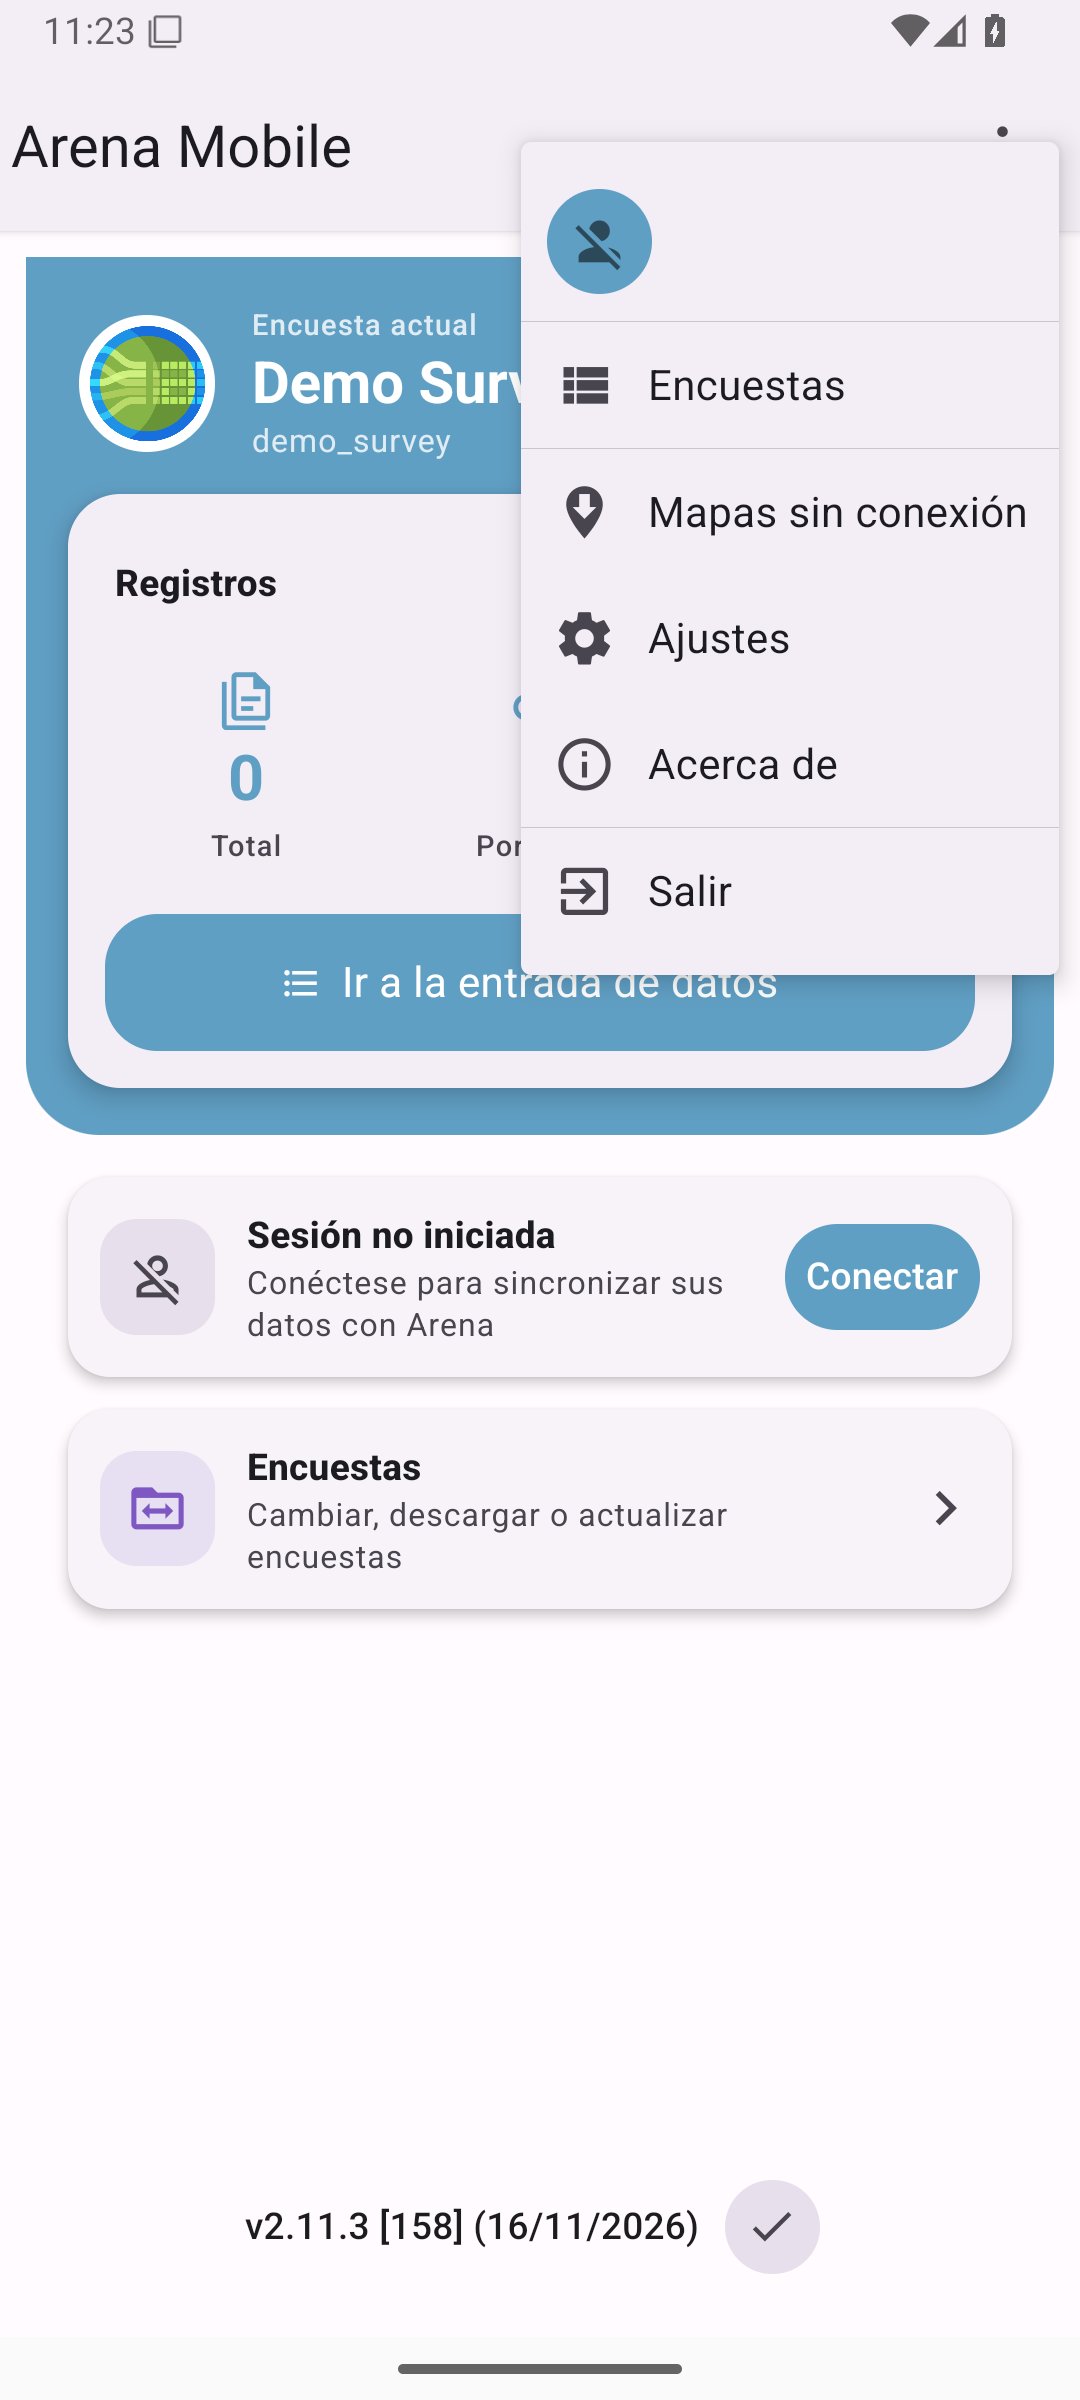 11:23
Arena Mobile
Encuesta actual
Demo Surv
demo_survey
Encuestas
Mapas sin conexión
Ajustes
Acerca de
Salir
Registros
0
Total
Por
Ir a la entrada de datos
Sesión no iniciada
Conéctese para sincronizar sus
datos con Arena
Conectar
Encuestas
Cambiar, descargar o actualizar
encuestas
v2.11.3 [158] (16/11/2026)